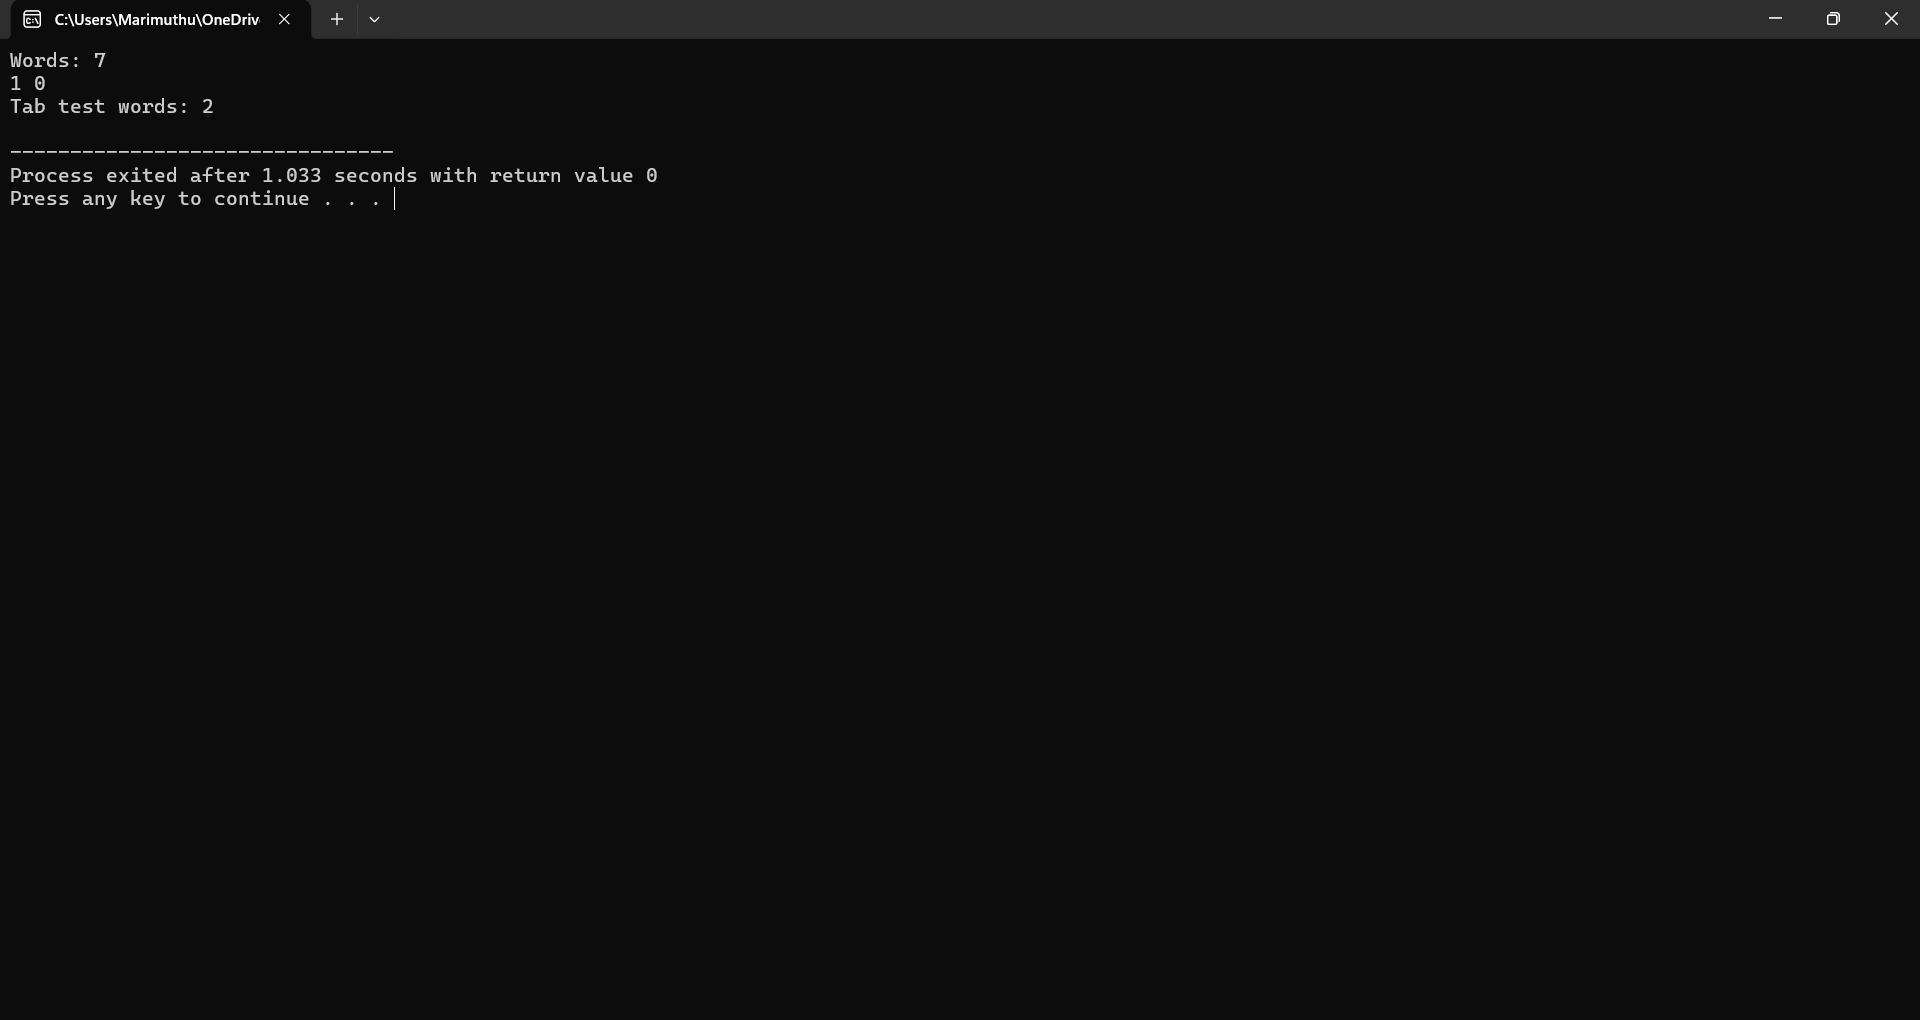 C:\Users\Marimuthu\OneDriv
Words: 7
1 0
Tab test words: 2
--------------------------------
Process exited after 1.033 seconds with return value 0
Press any key to continue . . .